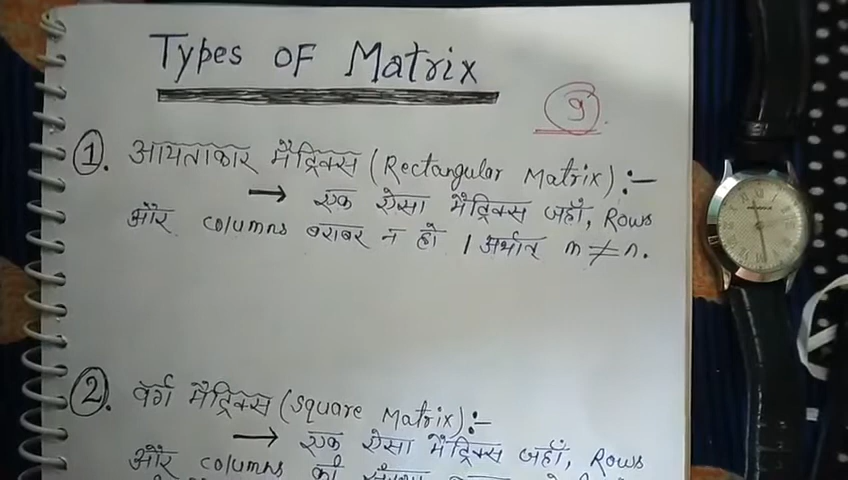 Types OF Matrix
9
1. आयताकार मैट्रिक्स (Rectangular Matrix) :-
→ एक ऐसा मैट्रिक्स जहाँ, Rows
और columns बराबर न हो । अर्थात m ≠ n.
2. वर्ग मैट्रिक्स (square Matrix) :-
→ एक ऐसा मैट्रिक्स जहाँ, Rows
और columns की